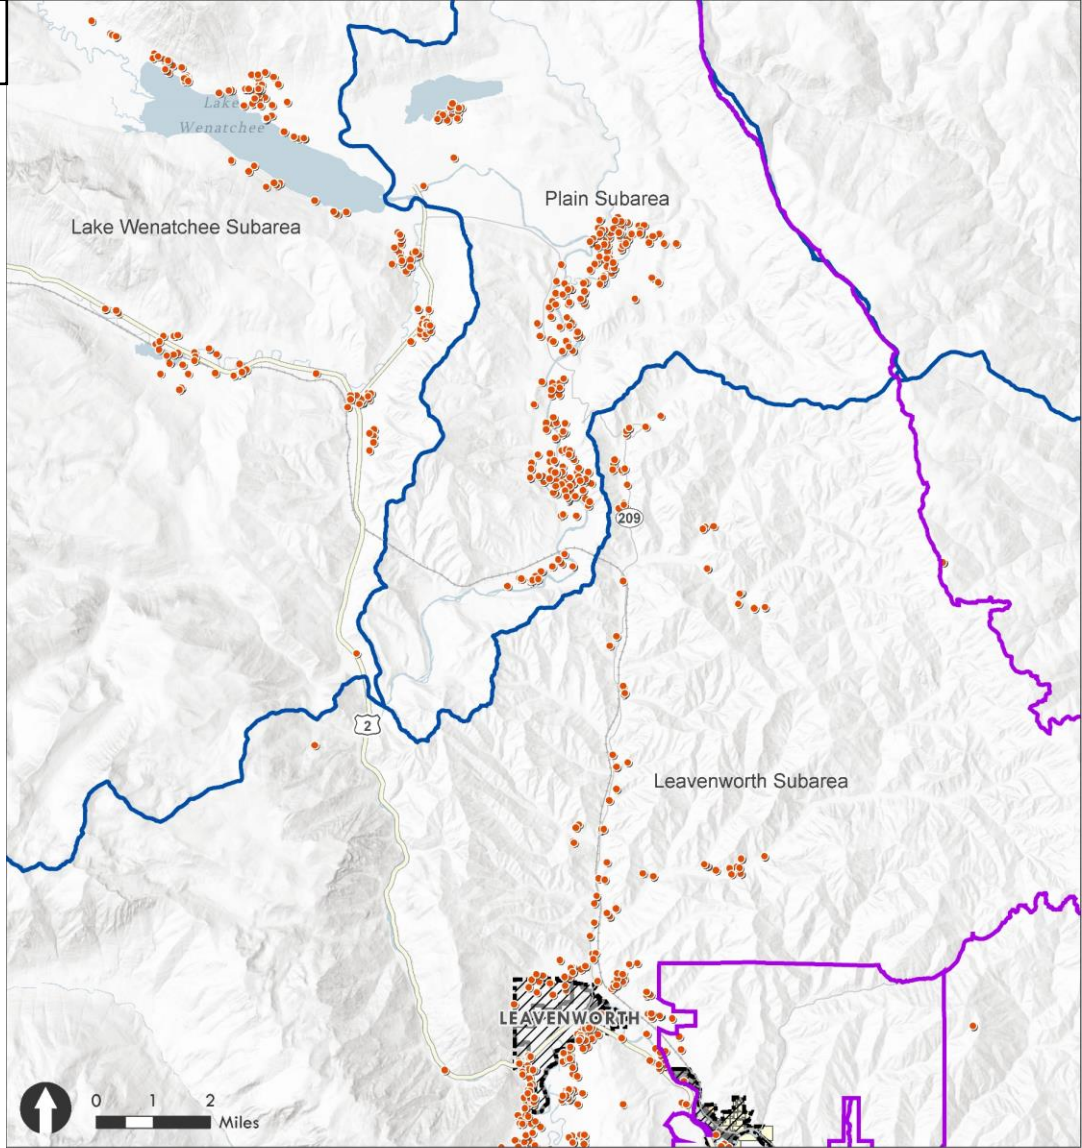 Lake
Wenatchee
Plain Subarea
Lake Wenatchee Subarea
209
2
Leavenworth Subarea
LEAVENWORTH
0 1 2
Miles